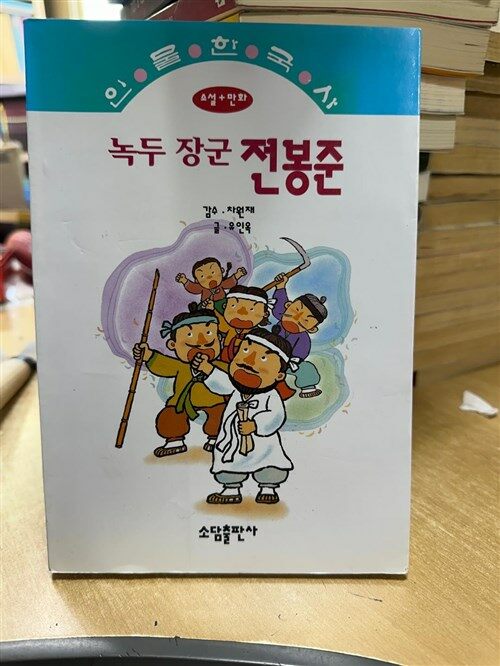 인·물·한·국·사
소설+만화
녹두 장군 전봉준
감수·차원재
글·유인옥
소담출판사